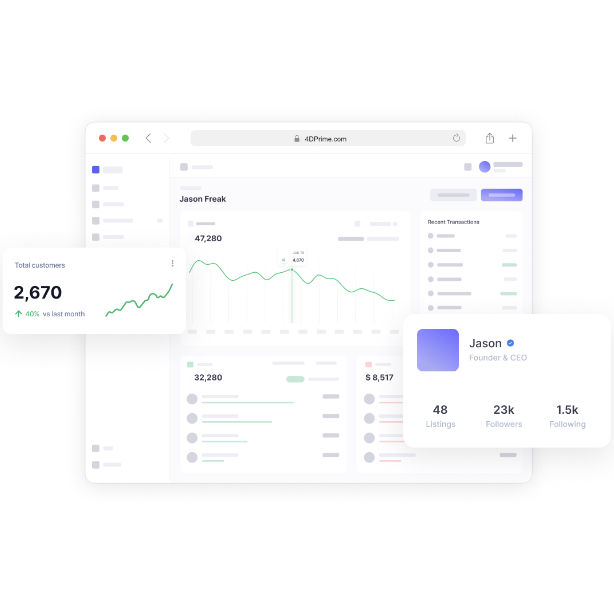 4DPrime.com
Jason Freak
47,280
4,070
Recent Transactions
Total customers
2,670
40% vs last month
32,280
$ 8,517
Jason
Founder & CEO
48
23k
1.5k
Listings
Followers
Following